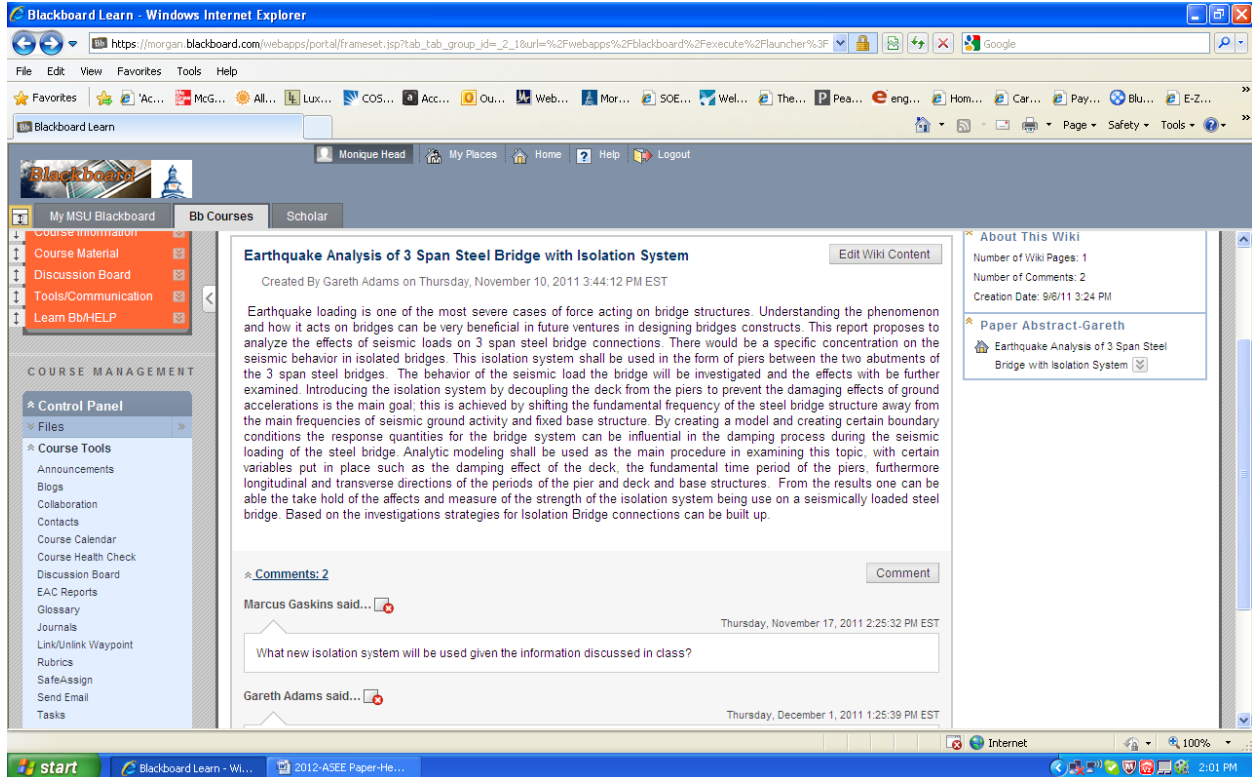 Blackboard Learn - Windows Internet Explorer
https://morgan.blackboard.com/webapps/portal/frameset.jsp?tab_tab_group_id=_2_1&url=%2Fwebapps%2Fblackboard%2Fexecute%2Flauncher%3F
Google
File Edit View Favorites Tools Help
Favorites 'Ac... McG... All... Lux... COS... Acc... Ou... Web... Mor... SOE... Wel... The... Pea... eng... Hom... Car... Pay... Blu... E-Z...
Blackboard Learn
Page Safety Tools
Monique Head My Places Home Help Logout
Blackboard
My MSU Blackboard Bb Courses Scholar
Course Information
Course Material
Discussion Board
Tools/Communication
Learn Bb/HELP
COURSE MANAGEMENT
Control Panel
Files
Course Tools
Announcements
Blogs
Collaboration
Contacts
Course Calendar
Course Health Check
Discussion Board
EAC Reports
Glossary
Journals
Link/Unlink Waypoint
Rubrics
SafeAssign
Send Email
Tasks
Earthquake Analysis of 3 Span Steel Bridge with Isolation System
Edit Wiki Content
Created By Gareth Adams on Thursday, November 10, 2011 3:44:12 PM EST
Earthquake loading is one of the most severe cases of force acting on bridge structures. Understanding the phenomenon
and how it acts on bridges can be very beneficial in future ventures in designing bridges constructs. This report proposes to
analyze the effects of seismic loads on 3 span steel bridge connections. There would be a specific concentration on the
seismic behavior in isolated bridges. This isolation system shall be used in the form of piers between the two abutments of
the 3 span steel bridges. The behavior of the seismic load the bridge will be investigated and the effects with be further
examined. Introducing the isolation system by decoupling the deck from the piers to prevent the damaging effects of ground
accelerations is the main goal; this is achieved by shifting the fundamental frequency of the steel bridge structure away from
the main frequencies of seismic ground activity and fixed base structure. By creating a model and creating certain boundary
conditions the response quantities for the bridge system can be influential in the damping process during the seismic
loading of the steel bridge. Analytic modeling shall be used as the main procedure in examining this topic, with certain
variables put in place such as the damping effect of the deck, the fundamental time period of the piers, furthermore
longitudinal and transverse directions of the periods of the pier and deck and base structures. From the results one can be
able the take hold of the affects and measure of the strength of the isolation system being use on a seismically loaded steel
bridge. Based on the investigations strategies for Isolation Bridge connections can be built up.
Comments: 2
Comment
Marcus Gaskins said...
Thursday, November 17, 2011 2:25:32 PM EST
What new isolation system will be used given the information discussed in class?
Gareth Adams said...
Thursday, December 1, 2011 1:25:39 PM EST
About This Wiki
Number of Wiki Pages: 1
Number of Comments: 2
Creation Date: 9/6/11 3:24 PM
Paper Abstract-Gareth
Earthquake Analysis of 3 Span Steel
Bridge with Isolation System
Internet
100%
start
Blackboard Learn - Wi...
2012-ASEE Paper-He...
2:01 PM